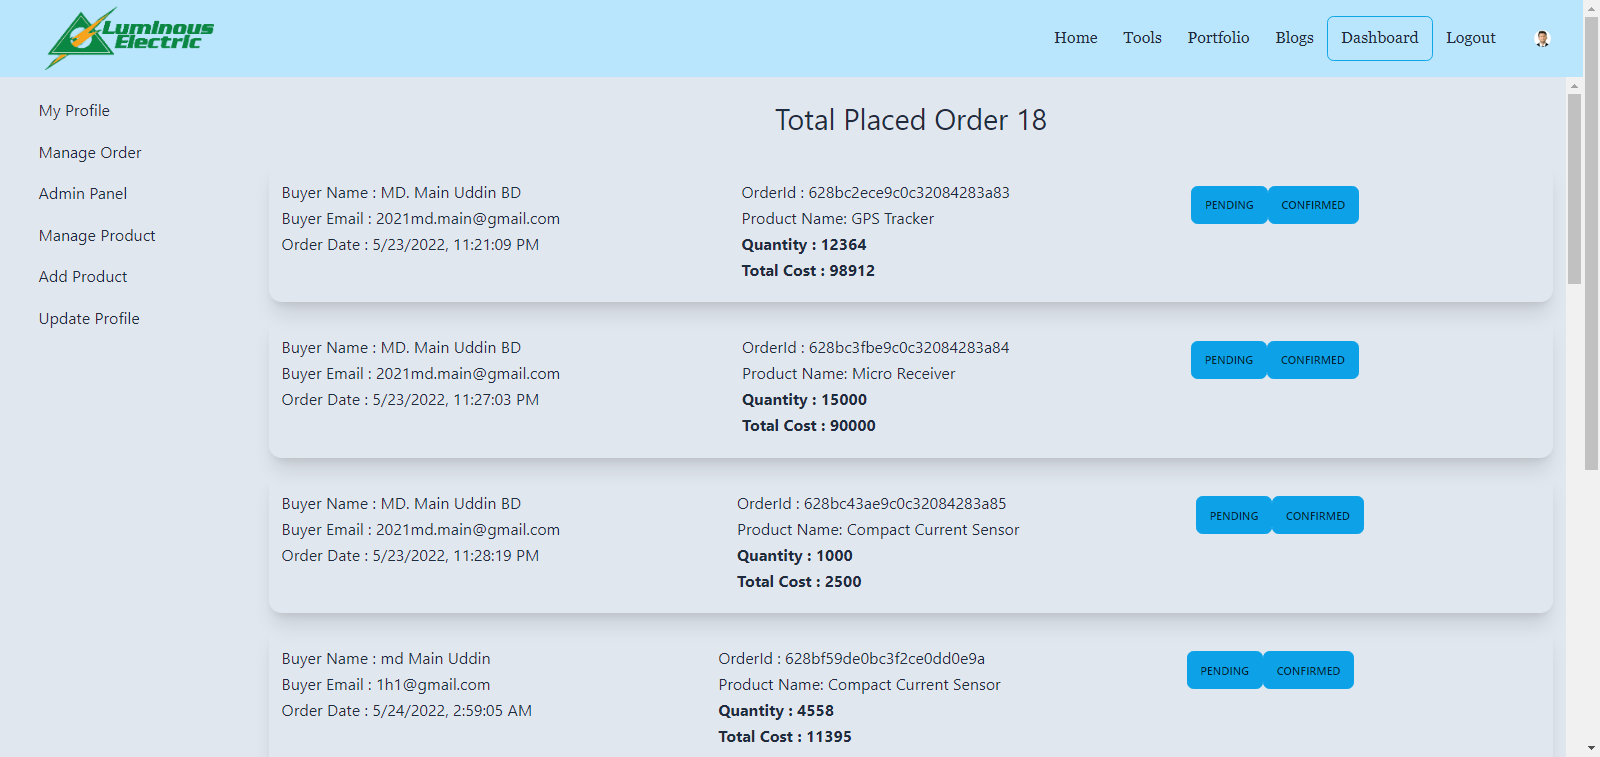 Luminous
Electric
Home
Tools
Portfolio
Blogs
Dashboard
Logout
My Profile
Manage Order
Admin Panel
Manage Product
Add Product
Update Profile
Total Placed Order 18
Buyer Name : MD. Main Uddin BD
Buyer Email : 2021md.main@gmail.com
Order Date : 5/23/2022, 11:21:09 PM
OrderId : 628bc2ece9c0c32084283a83
Product Name: GPS Tracker
Quantity : 12364
Total Cost : 98912
PENDING
CONFIRMED
Buyer Name : MD. Main Uddin BD
Buyer Email : 2021md.main@gmail.com
Order Date : 5/23/2022, 11:27:03 PM
OrderId : 628bc3fbe9c0c32084283a84
Product Name: Micro Receiver
Quantity : 15000
Total Cost : 90000
PENDING
CONFIRMED
Buyer Name : MD. Main Uddin BD
Buyer Email : 2021md.main@gmail.com
Order Date : 5/23/2022, 11:28:19 PM
OrderId : 628bc43ae9c0c32084283a85
Product Name: Compact Current Sensor
Quantity : 1000
Total Cost : 2500
PENDING
CONFIRMED
Buyer Name : md Main Uddin
Buyer Email : 1h1@gmail.com
Order Date : 5/24/2022, 2:59:05 AM
OrderId : 628bf59de0bc3f2ce0dd0e9a
Product Name: Compact Current Sensor
Quantity : 4558
Total Cost : 11395
PENDING
CONFIRMED